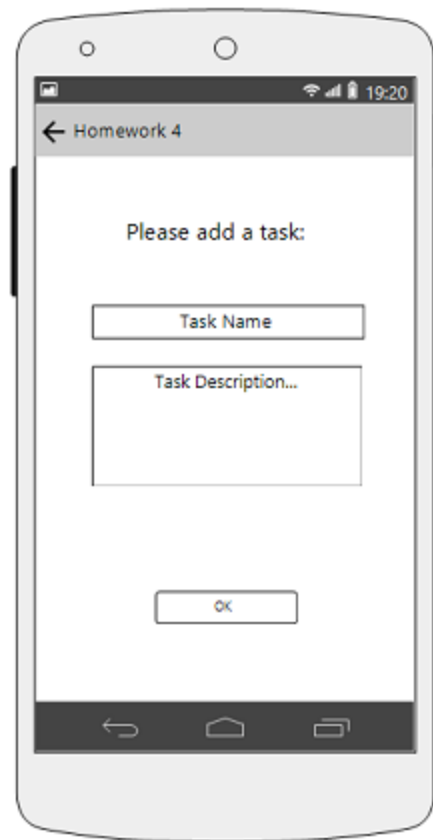 19:20
Homework 4
Please add a task:
Task Name
Task Description...
OK